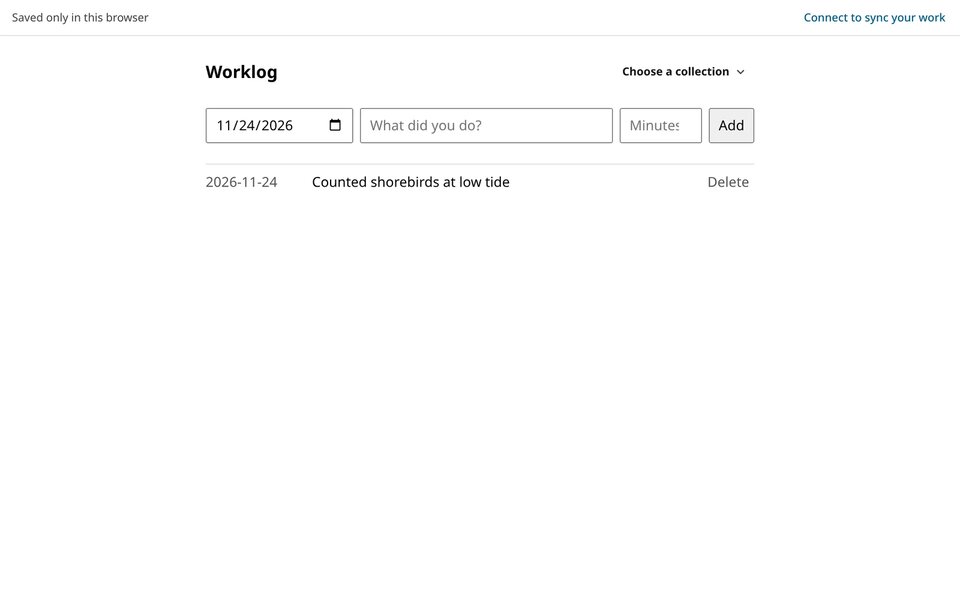 Saved only in this browser
Connect to sync your work
Worklog
Choose a collection
11/24/2026
What did you do?
Minutes
Add
2026-11-24
Counted shorebirds at low tide
Delete